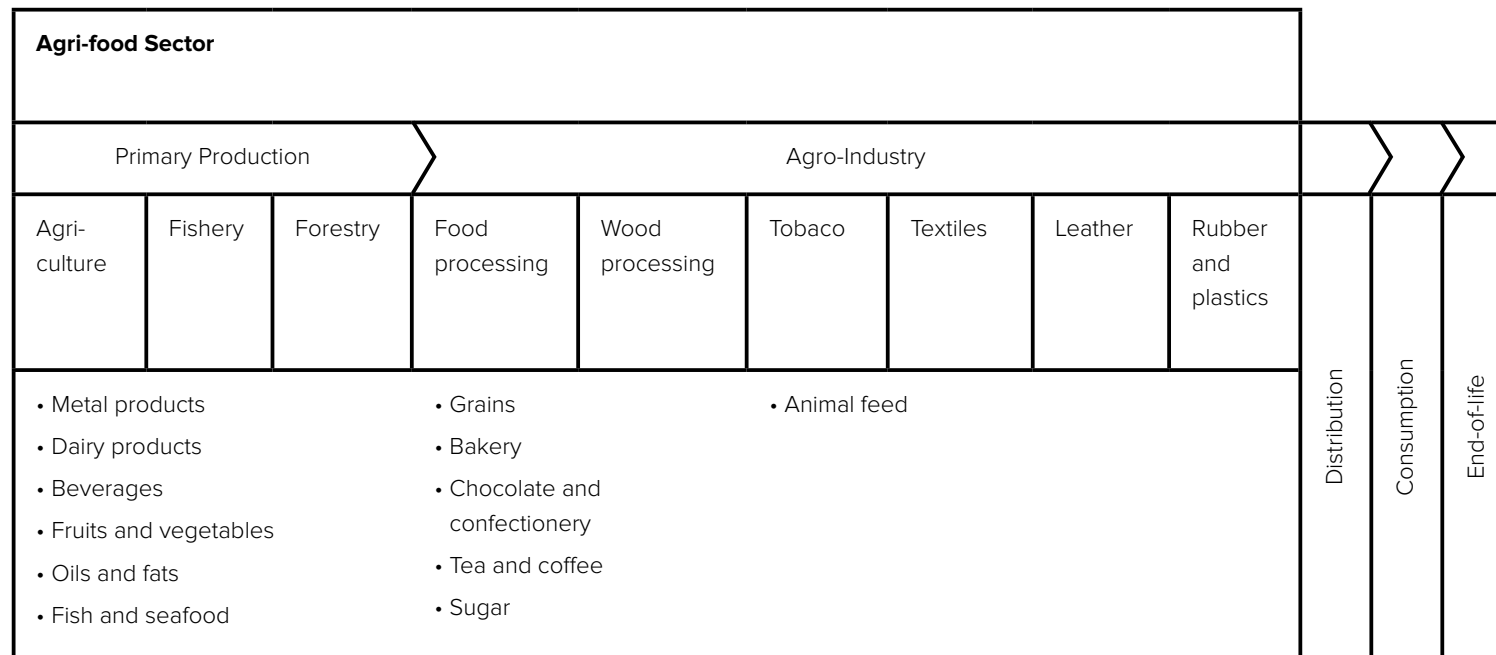 Agri-food Sector
Primary Production
Agro-Industry
Agri-
culture
Fishery
Forestry
Food
processing
Wood
processing
Tobaco
Textiles
Leather
Rubber
and
plastics
• Metal products
• Dairy products
• Beverages
• Fruits and vegetables
• Oils and fats
• Fish and seafood
• Grains
• Bakery
• Chocolate and
confectionery
• Tea and coffee
• Sugar
• Animal feed
Distribution
Consumption
End-of-life